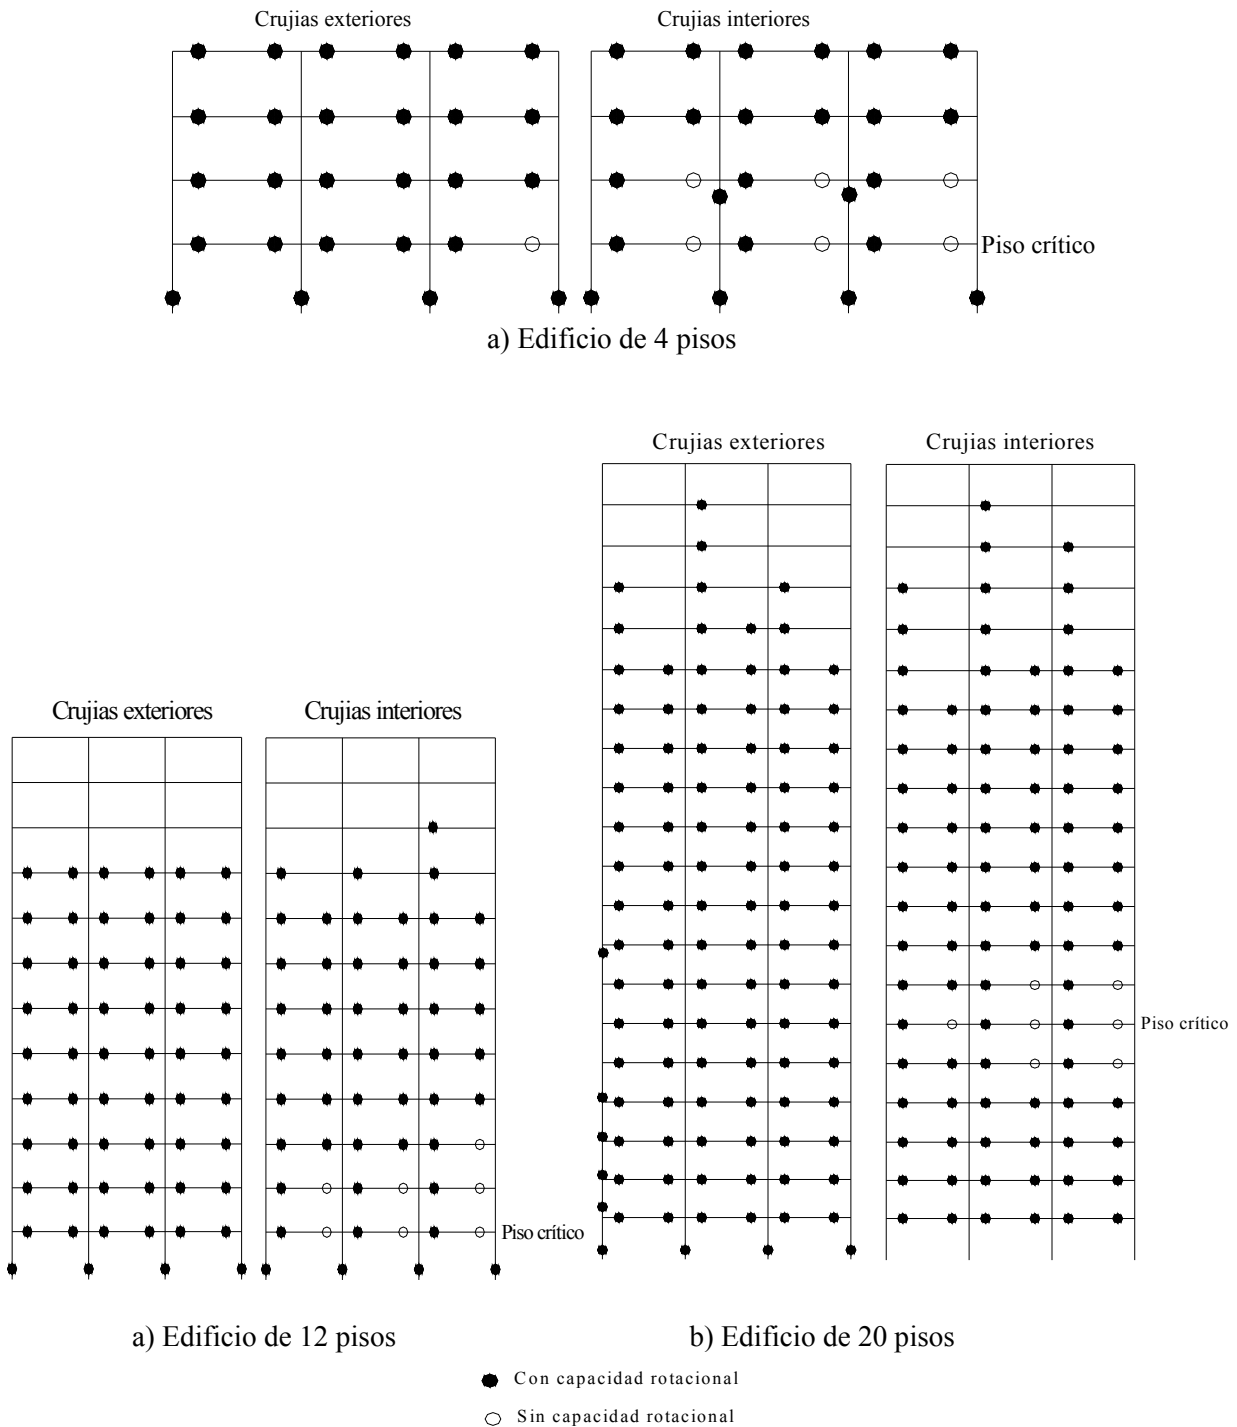 Crujias exteriores
Crujias interiores
Piso crítico
a) Edificio de 4 pisos
Crujias exteriores
Crujias interiores
Crujias exteriores
Crujias interiores
Piso crítico
Piso crítico
a) Edificio de 12 pisos
b) Edificio de 20 pisos
Con capacidad rotacional
Sin capacidad rotacional